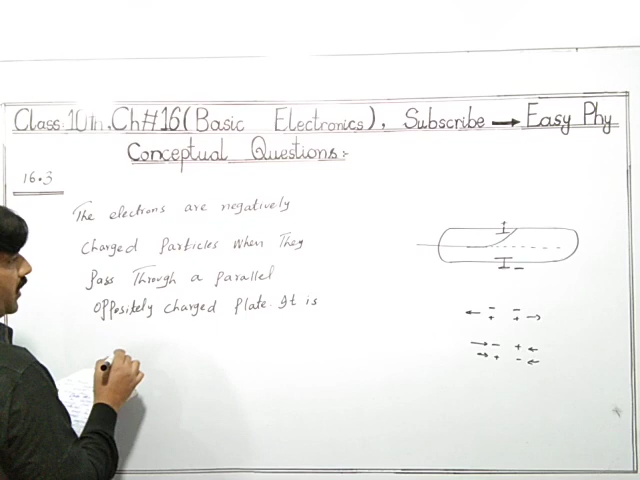 Class:10th, Ch#16(Basic Electronics), Subscribe → Easy Phy
Conceptual Questions:-
16.3
The electrons are negatively
charged Particles when They
Pass Through a parallel
oppositely charged plate. It is
← - - 
+ + →
→ - + ←
→ + - ←